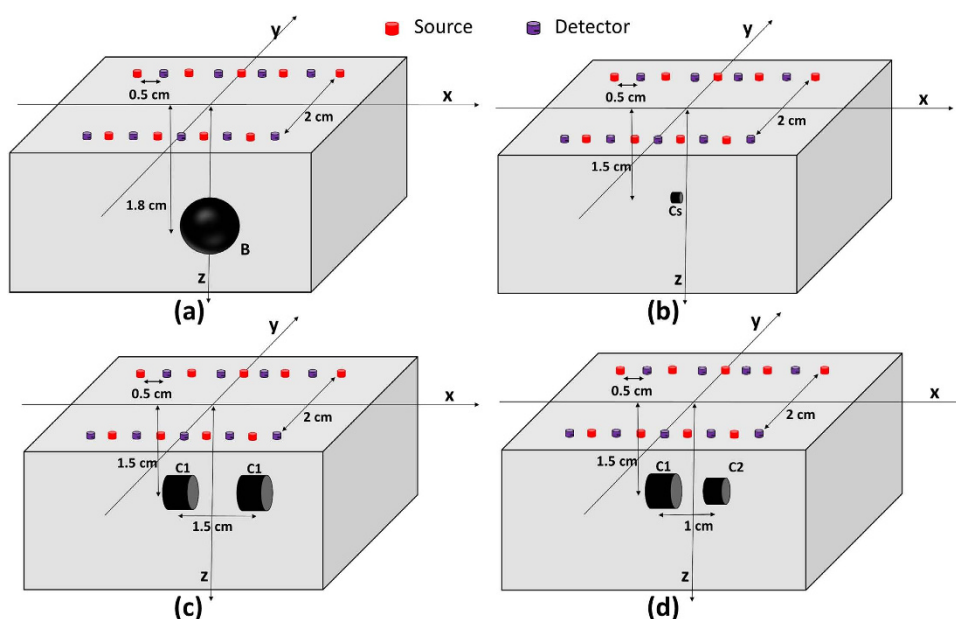 Source Detector
y
0.5 cm
x
2 cm
1.8 cm
B
z
(a)
y
0.5 cm
x
2 cm
1.5 cm
Cs
z
(b)
y
0.5 cm
x
2 cm
1.5 cm
C1 C1
1.5 cm
z
(c)
y
0.5 cm
x
2 cm
1.5 cm
C1 C2
1 cm
z
(d)